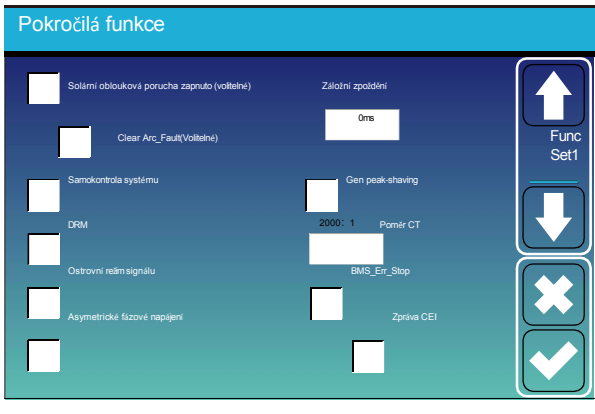 Pokročilá funkce
Solární oblouková porucha zapnuto (volitelné)
Záložní zpoždění
0ms
Clear Arc_Fault(Volitelné)
Func
Set1
Samokontrola systému
Gen peak-shaving
DRM
2000: 1
Poměr CT
Ostrovní režim signálu
BMS_Err_Stop
Asymetrické fázové napájení
Zpráva CEI